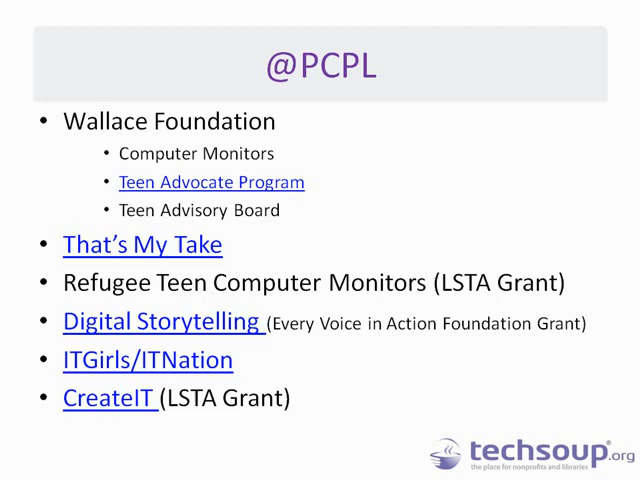 @PCPL
• Wallace Foundation
• Computer Monitors
• Teen Advocate Program
• Teen Advisory Board
• That's My Take
• Refugee Teen Computer Monitors (LSTA Grant)
• Digital Storytelling (Every Voice in Action Foundation Grant)
• ITGirls/ITNation
• CreateIT (LSTA Grant)
techsoup.org
the place for nonprofits and libraries